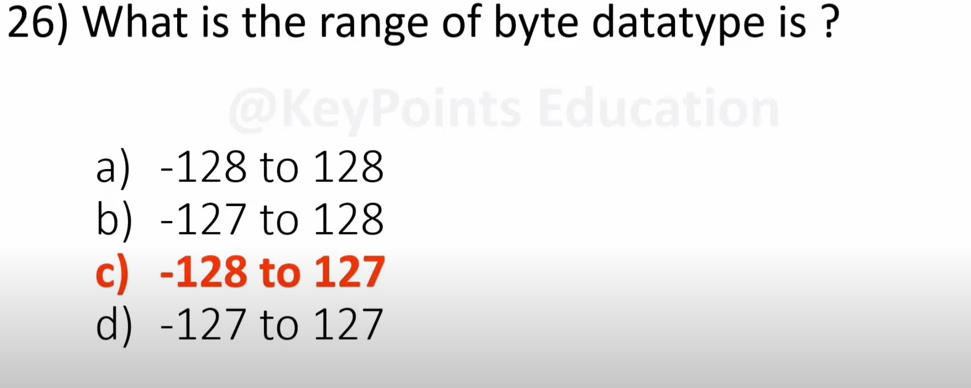 26) What is the range of byte datatype is ?
@KeyPoints Education
a) -128 to 128
b) -127 to 128
c) -128 to 127
d) -127 to 127